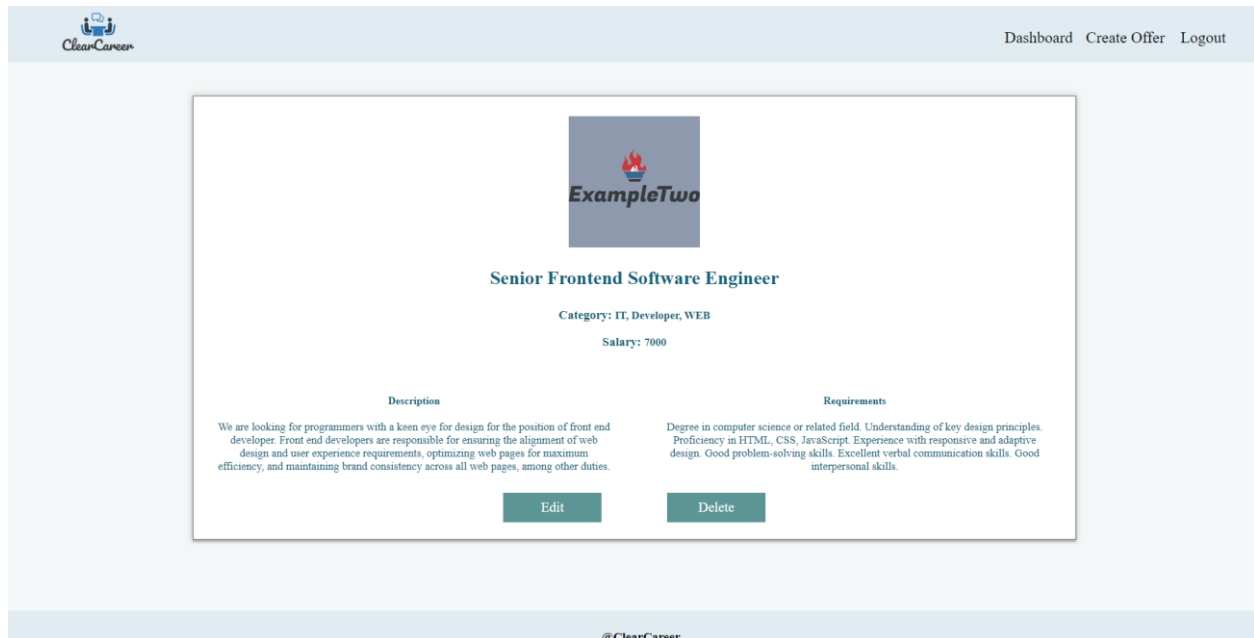 ClearCareer
Dashboard Create Offer Logout
ExampleTwo
Senior Frontend Software Engineer
Category: IT, Developer, WEB
Salary: 7000
Description
We are looking for programmers with a keen eye for design for the position of front end
developer. Front end developers are responsible for ensuring the alignment of web
design and user experience requirements, optimizing web pages for maximum
efficiency, and maintaining brand consistency across all web pages, among other duties.
Requirements
Degree in computer science or related field. Understanding of key design principles.
Proficiency in HTML, CSS, JavaScript. Experience with responsive and adaptive
design. Good problem-solving skills. Excellent verbal communication skills. Good
interpersonal skills.
Edit
Delete
@ClearCareer